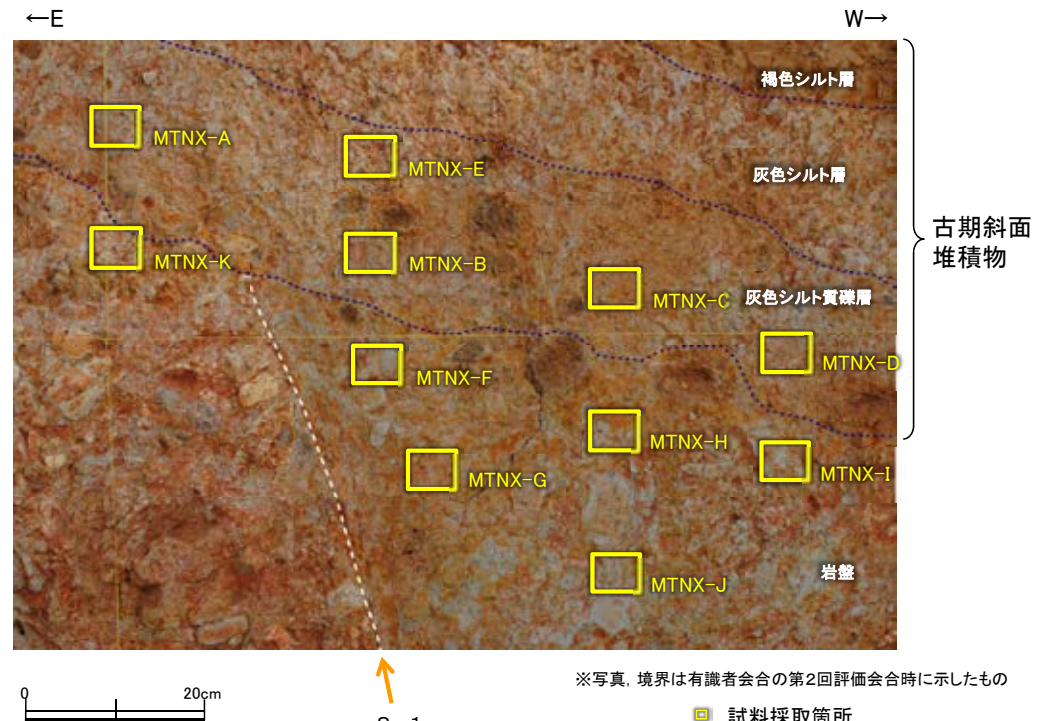 ←E
W→
褐色シルト層
MTNX-A
MTNX-E
灰色シルト層
古期斜面
堆積物
MTNX-K
MTNX-B
MTNX-C
灰色シルト質礫層
MTNX-D
MTNX-F
MTNX-H
MTNX-G
MTNX-I
MTNX-J
岩盤
※写真，境界は有識者会合の第2回評価会合時に示したもの
0
20cm
試料採取箇所